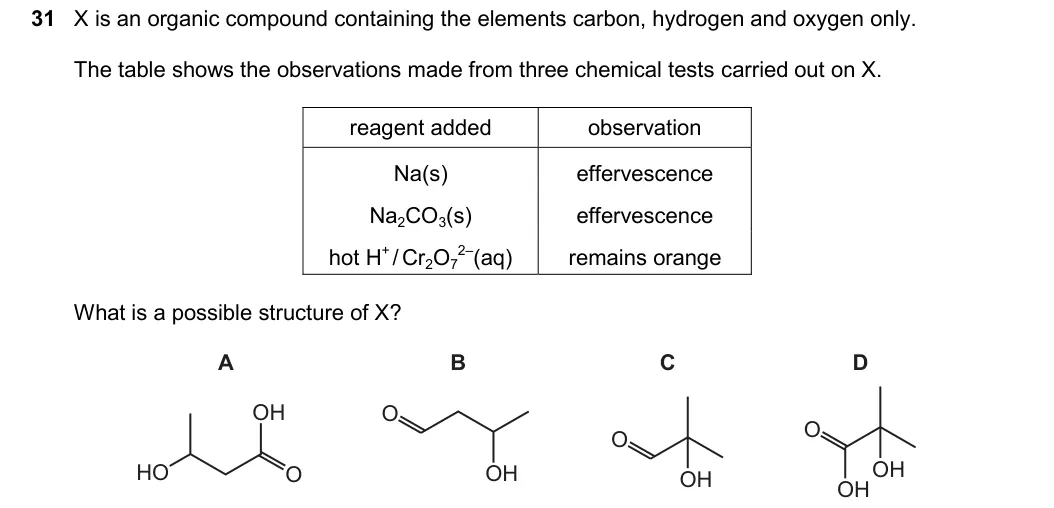 31 X is an organic compound containing the elements carbon, hydrogen and oxygen only.
The table shows the observations made from three chemical tests carried out on X.
reagent added observation
Na(s) effervescence
Na₂CO₃(s) effervescence
hot H⁺/Cr₂O₇²⁻(aq) remains orange
What is a possible structure of X?
A B C D
HO OH O
O OH
O OH
O OH OH